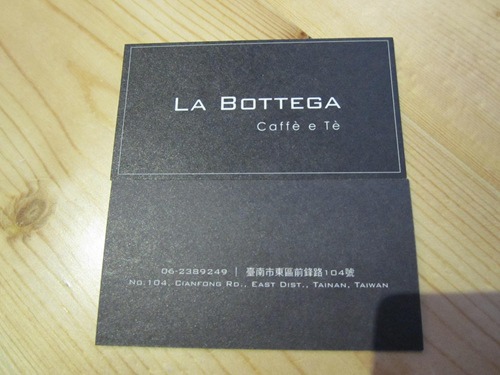 LA BOTTEGA
Caffè e Tè
06-2389249 | 臺南市東區前鋒路104號
NO.104, CIANFONG RD., EAST DIST., TAINAN, TAIWAN